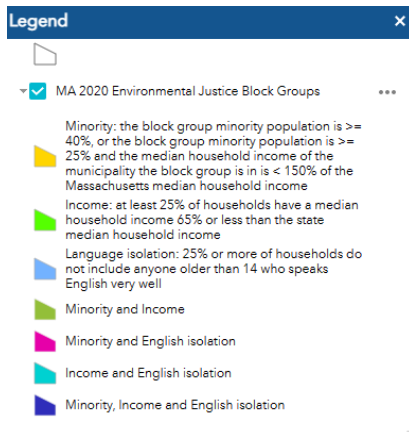 Legend ×
MA 2020 Environmental Justice Block Groups
Minority: the block group minority population is >=
40%, or the block group minority population is >=
25% and the median household income of the
municipality the block group is in is < 150% of the
Massachusetts median household income
Income: at least 25% of households have a median
household income 65% or less than the state
median household income
Language isolation: 25% or more of households do
not include anyone older than 14 who speaks
English very well
Minority and Income
Minority and English isolation
Income and English isolation
Minority, Income and English isolation